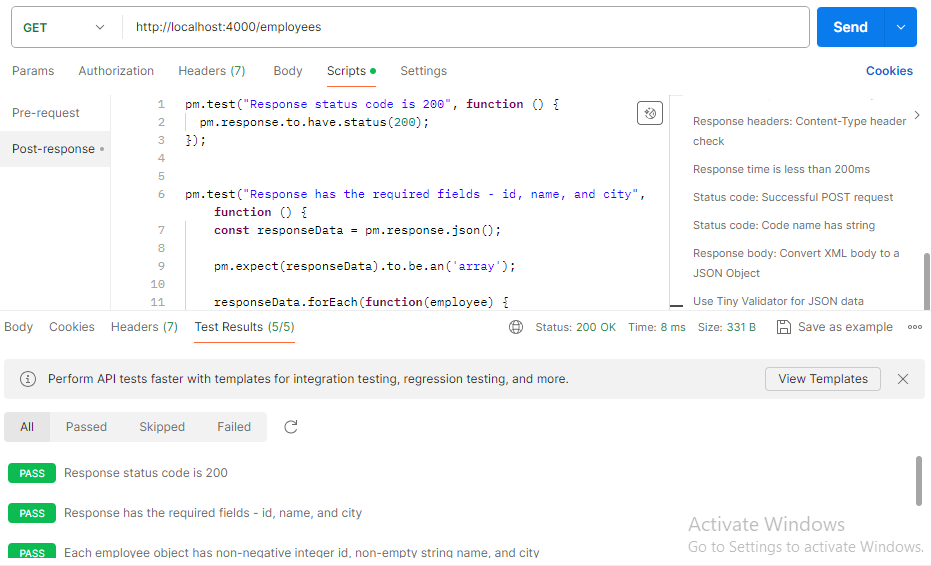 GET http://localhost:4000/employees Send
Params Authorization Headers (7) Body Scripts Settings Cookies
Pre-request
Post-response
1 pm.test("Response status code is 200", function () {
2 pm.response.to.have.status(200);
3 });
4
5
6 pm.test("Response has the required fields - id, name, and city",
function () {
7 const responseData = pm.response.json();
8
9 pm.expect(responseData).to.be.an('array');
10
11 responseData.forEach(function(employee) {
Response headers: Content-Type header
check
Response time is less than 200ms
Status code: Successful POST request
Status code: Code name has string
Response body: Convert XML body to a
JSON Object
Use Tiny Validator for JSON data
Body Cookies Headers (7) Test Results (5/5) Status: 200 OK Time: 8 ms Size: 331 B Save as example
Perform API tests faster with templates for integration testing, regression testing, and more. View Templates
All Passed Skipped Failed
PASS Response status code is 200
PASS Response has the required fields - id, name, and city
PASS Each employee object has non-negative integer id, non-empty string name, and city
Activate Windows
Go to Settings to activate Windows.